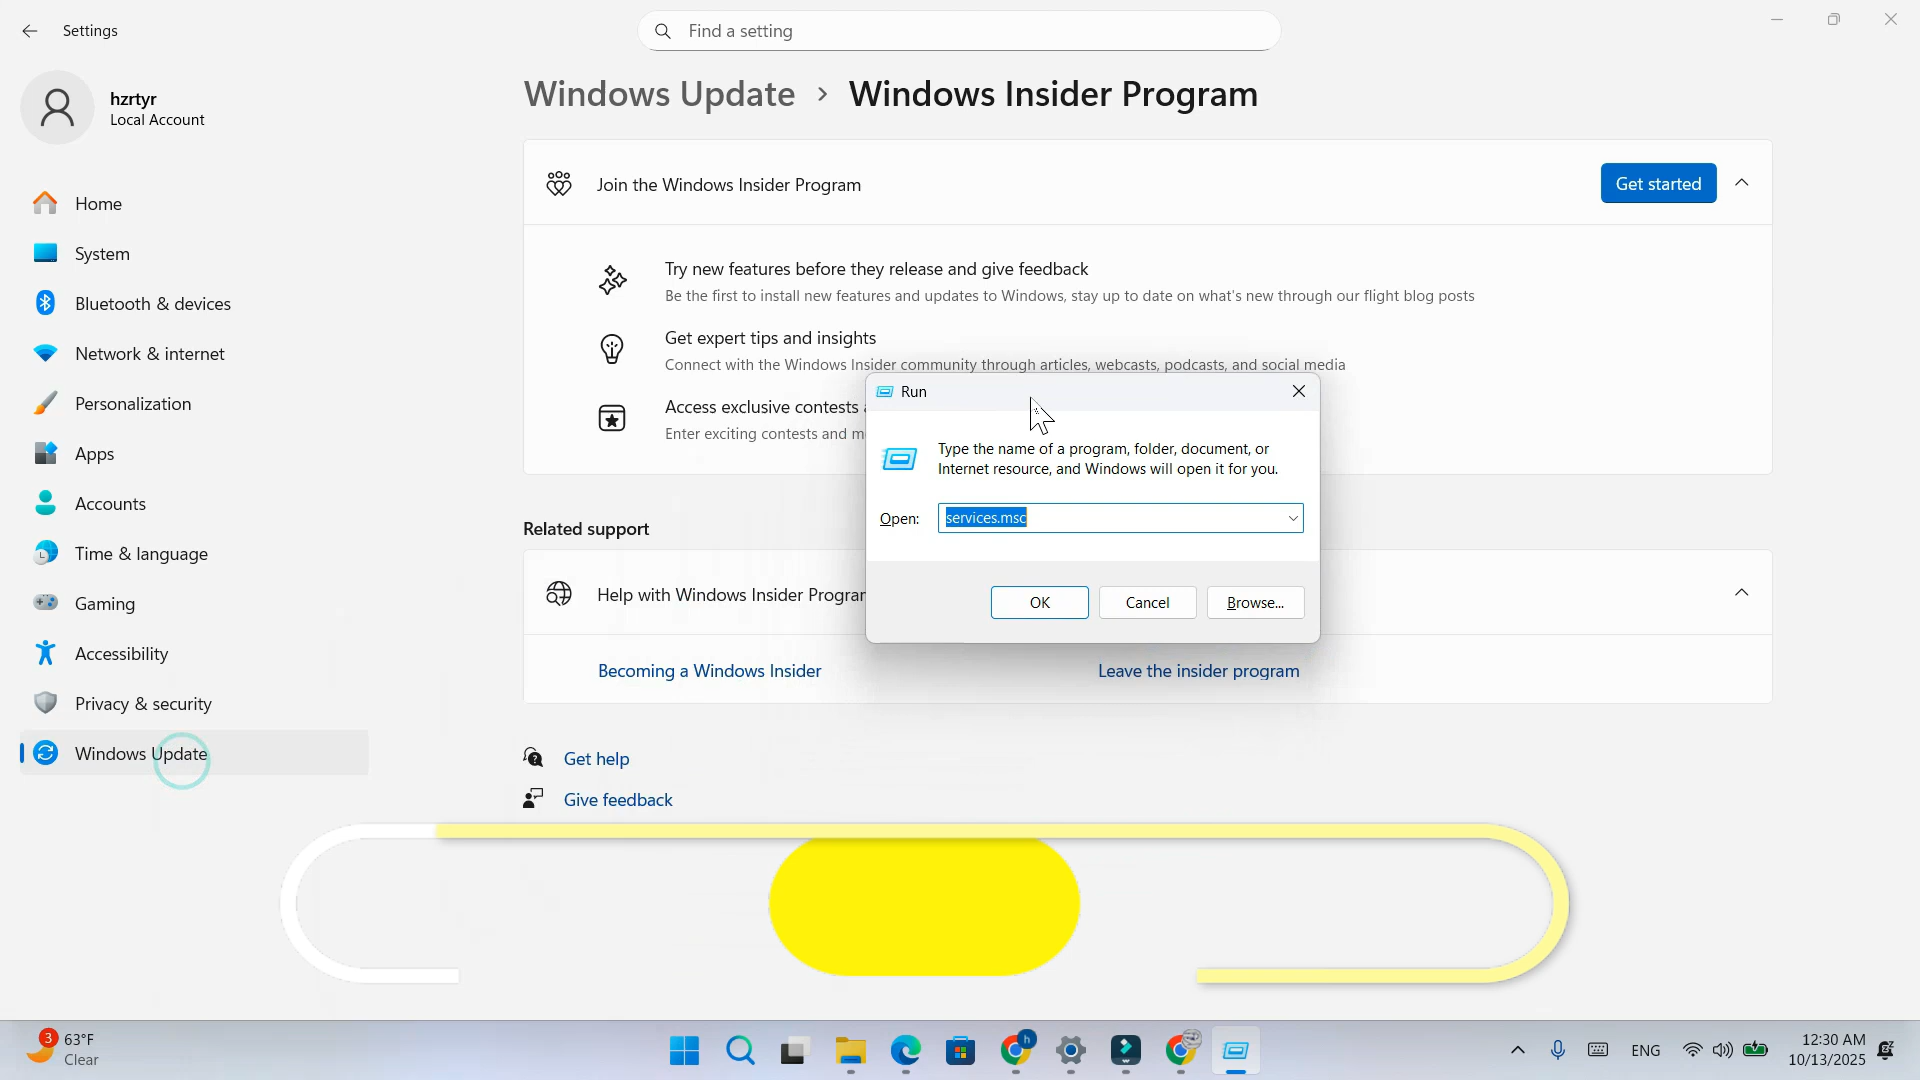 Settings
Find a setting
hzrtyr
Local Account
Home
System
Bluetooth & devices
Network & internet
Personalization
Apps
Accounts
Time & language
Gaming
Accessibility
Privacy & security
Windows Update
Windows Update > Windows Insider Program
Join the Windows Insider Program
Get started
Try new features before they release and give feedback
Be the first to install new features and updates to Windows, stay up to date on what's new through our flight blog posts
Get expert tips and insights
Connect with the Windows Insider community through articles, webcasts, podcasts, and social media
Access exclusive contests
Enter exciting contests and
Run
Type the name of a program, folder, document, or
Internet resource, and Windows will open it for you.
Open: services.msc
OK Cancel Browse...
Related support
Help with Windows Insider
Becoming a Windows Insider
Leave the insider program
Get help
Give feedback
3
63°F
Clear
h
ENG
12:30 AM
10/13/2025